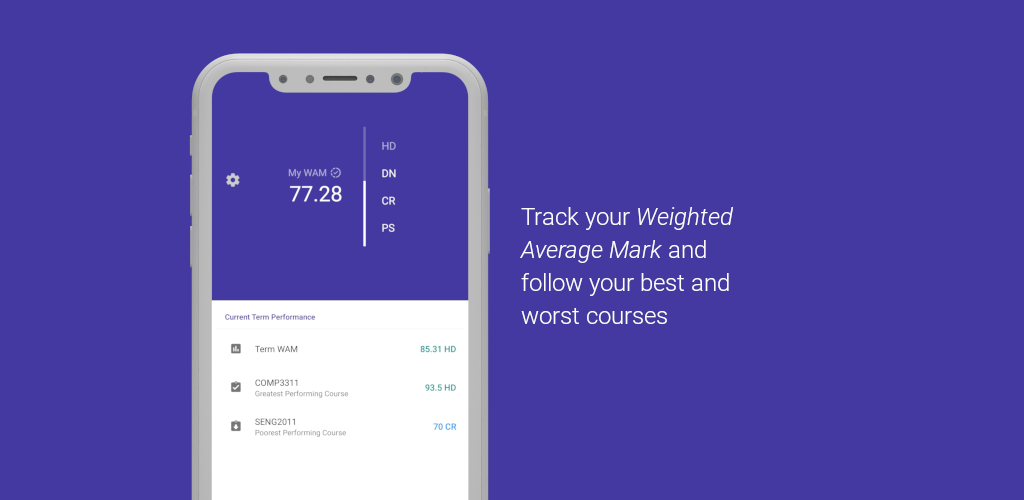 My WAM
77.28
HD
DN
CR
PS
Current Term Performance
Term WAM 85.31 HD
COMP3311
Greatest Performing Course
93.5 HD
SENG2011
Poorest Performing Course
70 CR
Track your Weighted
Average Mark and
follow your best and
worst courses